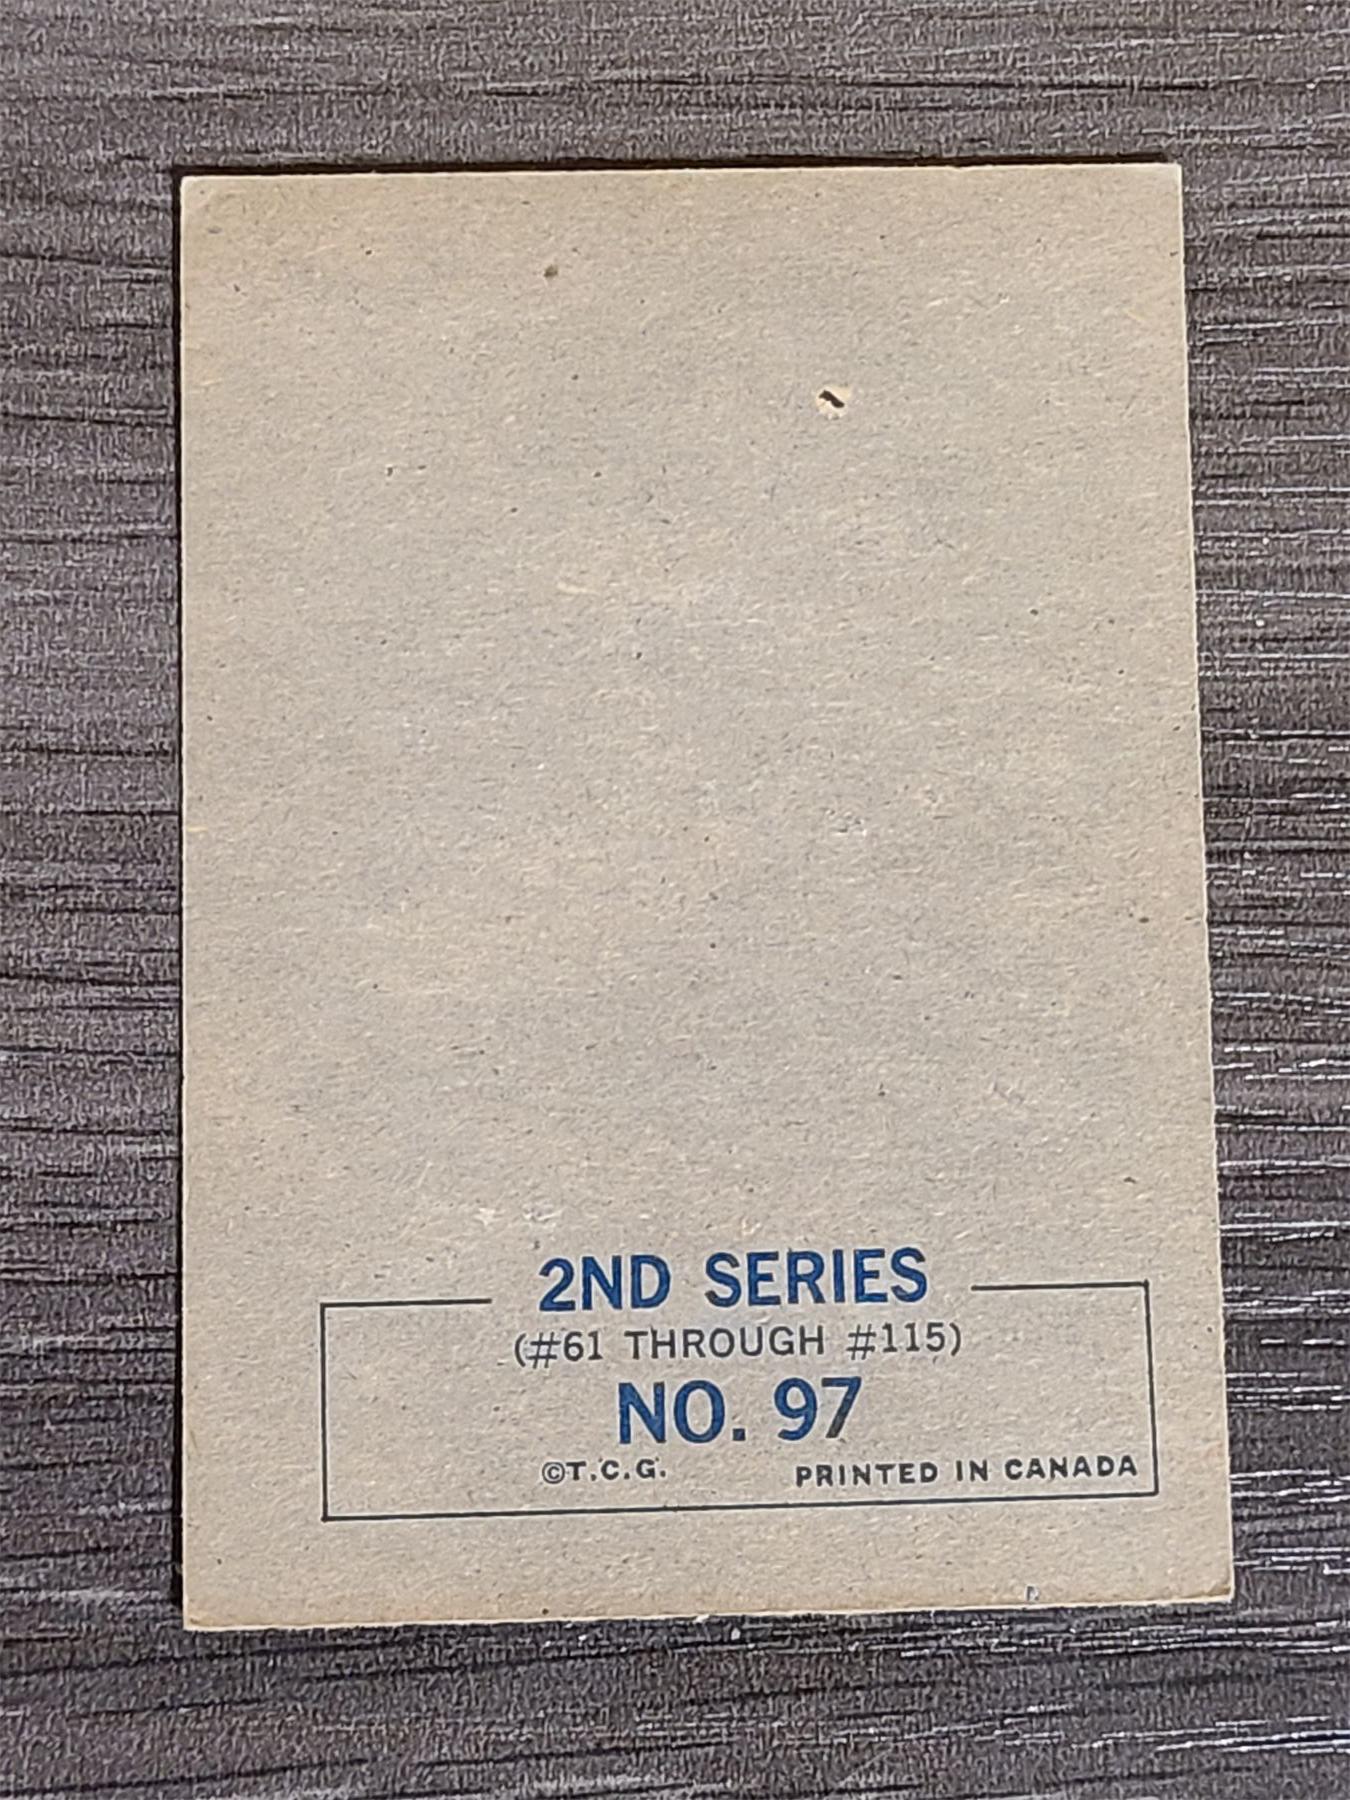 2ND SERIES
(#61 THROUGH #115)
NO. 97
©T.C.G. PRINTED IN CANADA